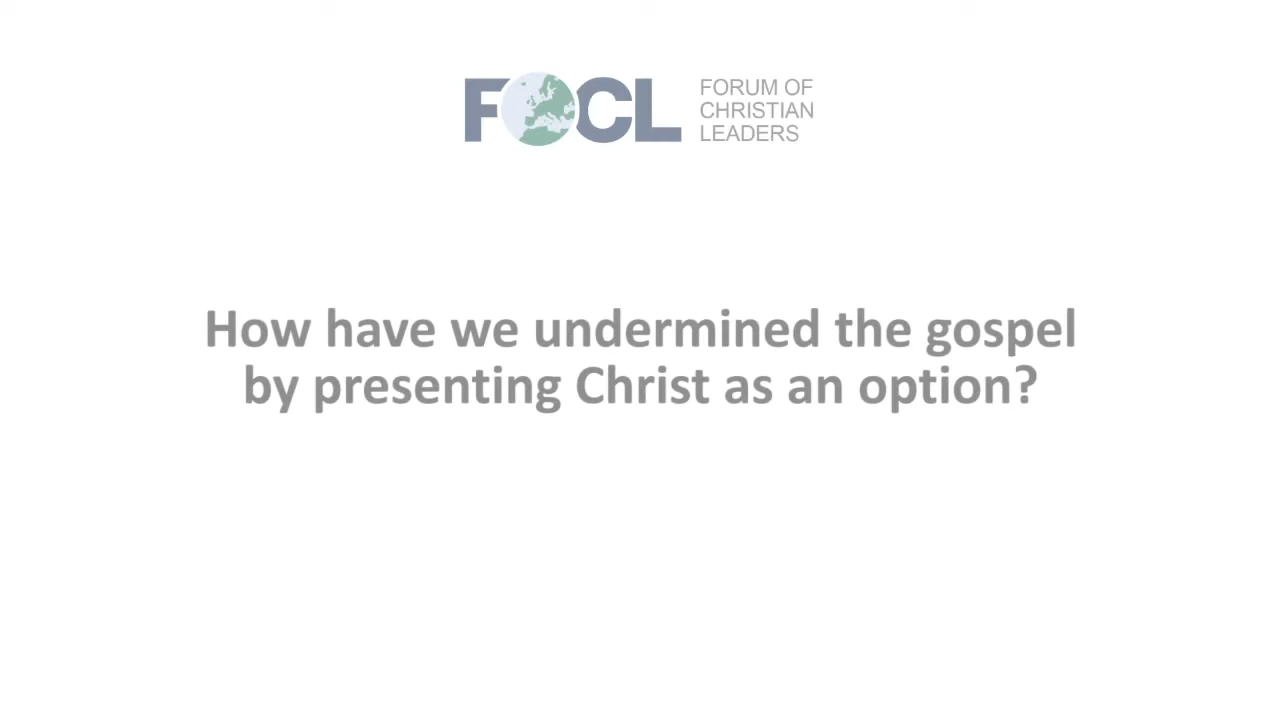 FOCL
FORUM OF
CHRISTIAN
LEADERS
How have we undermined the gospel
by presenting Christ as an option?